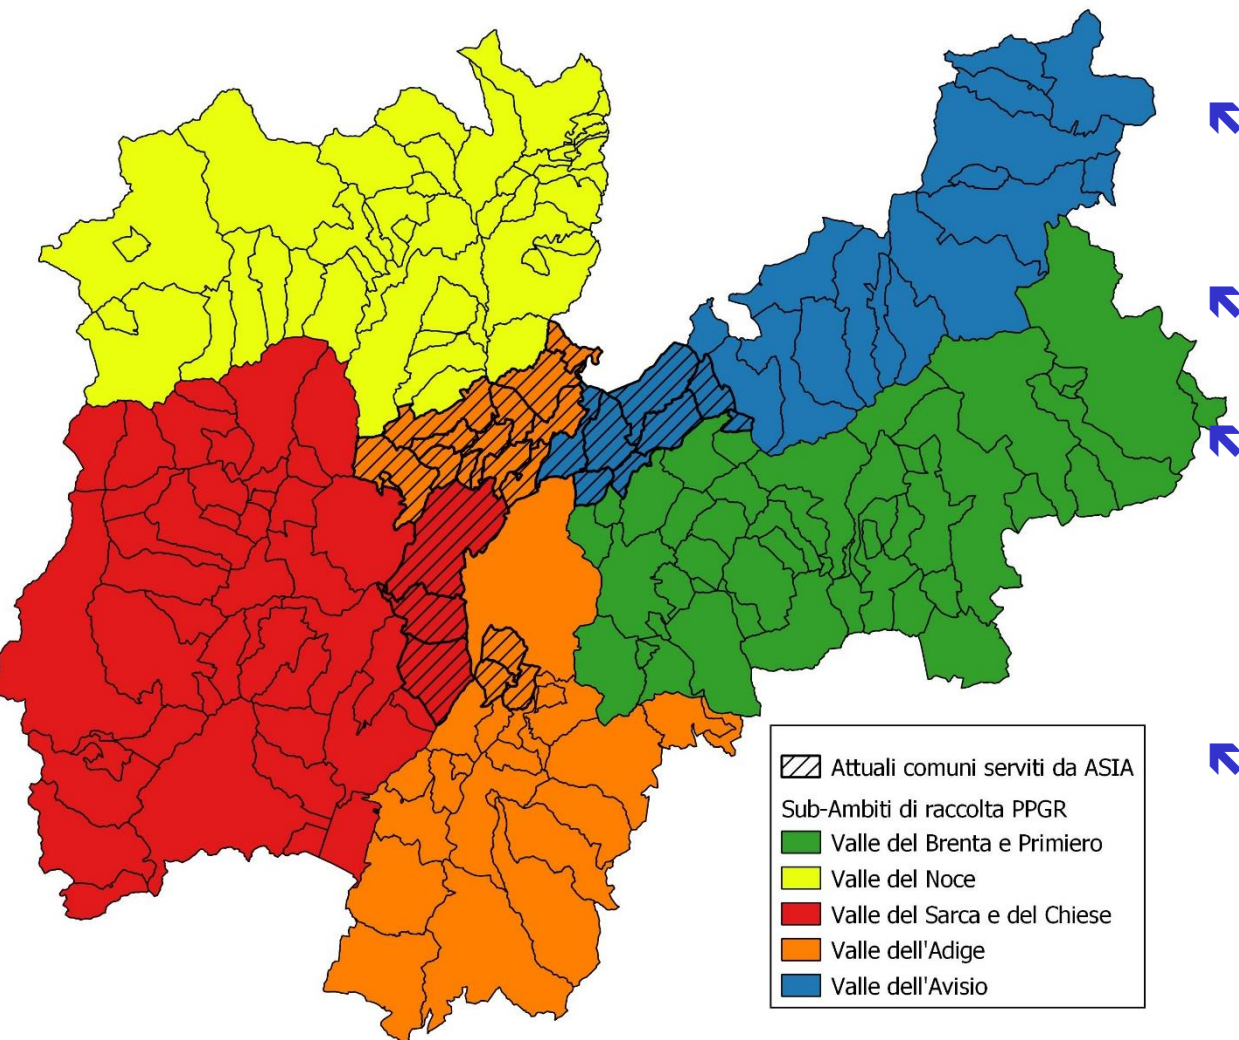 Attuali comuni serviti da ASIA
Sub-Ambiti di raccolta PPGR
Valle del Brenta e Primiero
Valle del Noce
Valle del Sarca e del Chiese
Valle dell'Adige
Valle dell'Avisio